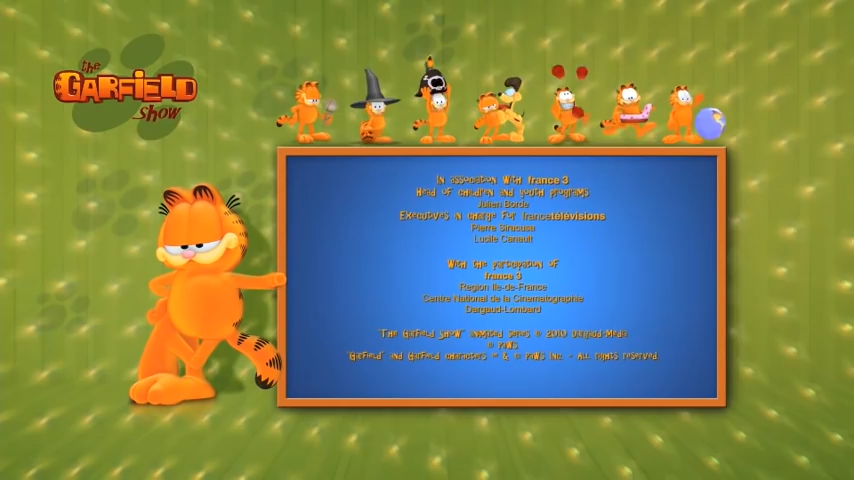 the
GARFiELD
show
In association with france 3
Head of children and youth programs
Julien Borde
Executives in charge for francetélévisions
Pierre Siracusa
Lucile Canault
With the participation of
france 3
Region Ile-de-France
Centre National de la Cinematographie
Dargaud-Lombard
"The Garfield Show" animated series © 2010 Dargaud-Media
© Paws.
"Garfield" and Garfield characters ® & © Paws Inc. - All rights reserved.